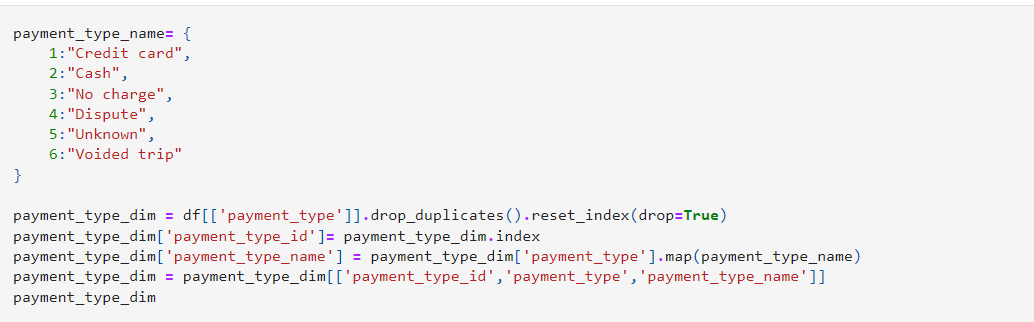 payment_type_name= {
    1:"Credit card",
    2:"Cash",
    3:"No charge",
    4:"Dispute",
    5:"Unknown",
    6:"Voided trip"
}
payment_type_dim = df[['payment_type']].drop_duplicates().reset_index(drop=True)
payment_type_dim['payment_type_id']= payment_type_dim.index
payment_type_dim['payment_type_name'] = payment_type_dim['payment_type'].map(payment_type_name)
payment_type_dim = payment_type_dim[['payment_type_id','payment_type','payment_type_name']]
payment_type_dim